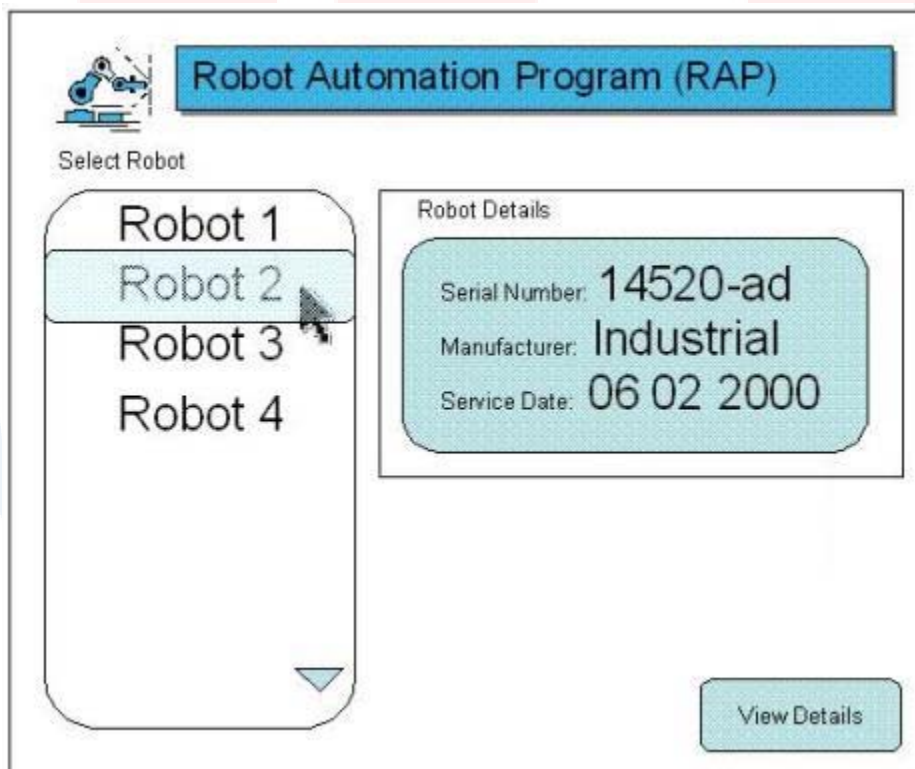 Robot Automation Program (RAP)
Select Robot
Robot 1
Robot 2
Robot 3
Robot 4
Robot Details
Serial Number: 14520-ad
Manufacturer: Industrial
Service Date: 06 02 2000
View Details